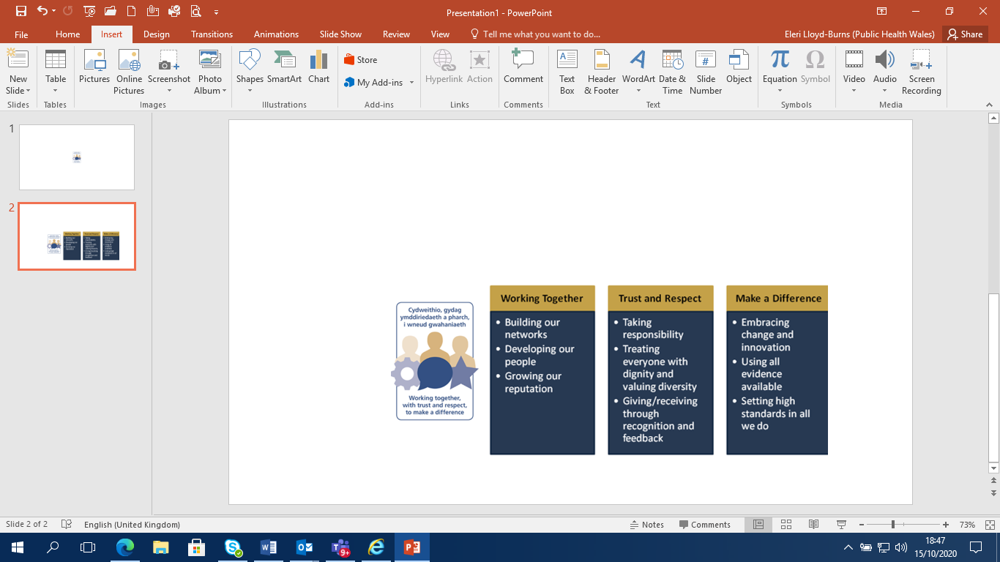 Presentation1 - PowerPoint
File
Home
Insert
Design
Transitions
Animations
Slide Show
Review
View
Tell me what you want to do...
Eleri Lloyd-Burns (Public Health Wales)
Share
New
Slide
Table
Pictures
Online
Pictures
Screenshot
Photo
Album
Shapes
SmartArt
Chart
Store
My Add-ins
Hyperlink
Action
Comment
Text
Box
Header
& Footer
WordArt
Date &
Time
Slide
Number
Object
Equation
Symbol
Video
Audio
Screen
Recording
Slides
Tables
Images
Illustrations
Add-ins
Links
Comments
Text
Symbols
Media
1
2
Cydweithio, gydag
ymddiriedaeth a pharch,
i wneud gwahaniaeth
Working together,
with trust and respect,
to make a difference
Working Together
• Building our
networks
• Developing our
people
• Growing our
reputation
Trust and Respect
• Taking
responsibility
• Treating
everyone with
dignity and
valuing diversity
• Giving/receiving
through
recognition and
feedback
Make a Difference
• Embracing
change and
innovation
• Using all
evidence
available
• Setting high
standards in all
we do
Slide 2 of 2
English (United Kingdom)
Notes
Comments
73%
9+
18:47
15/10/2020